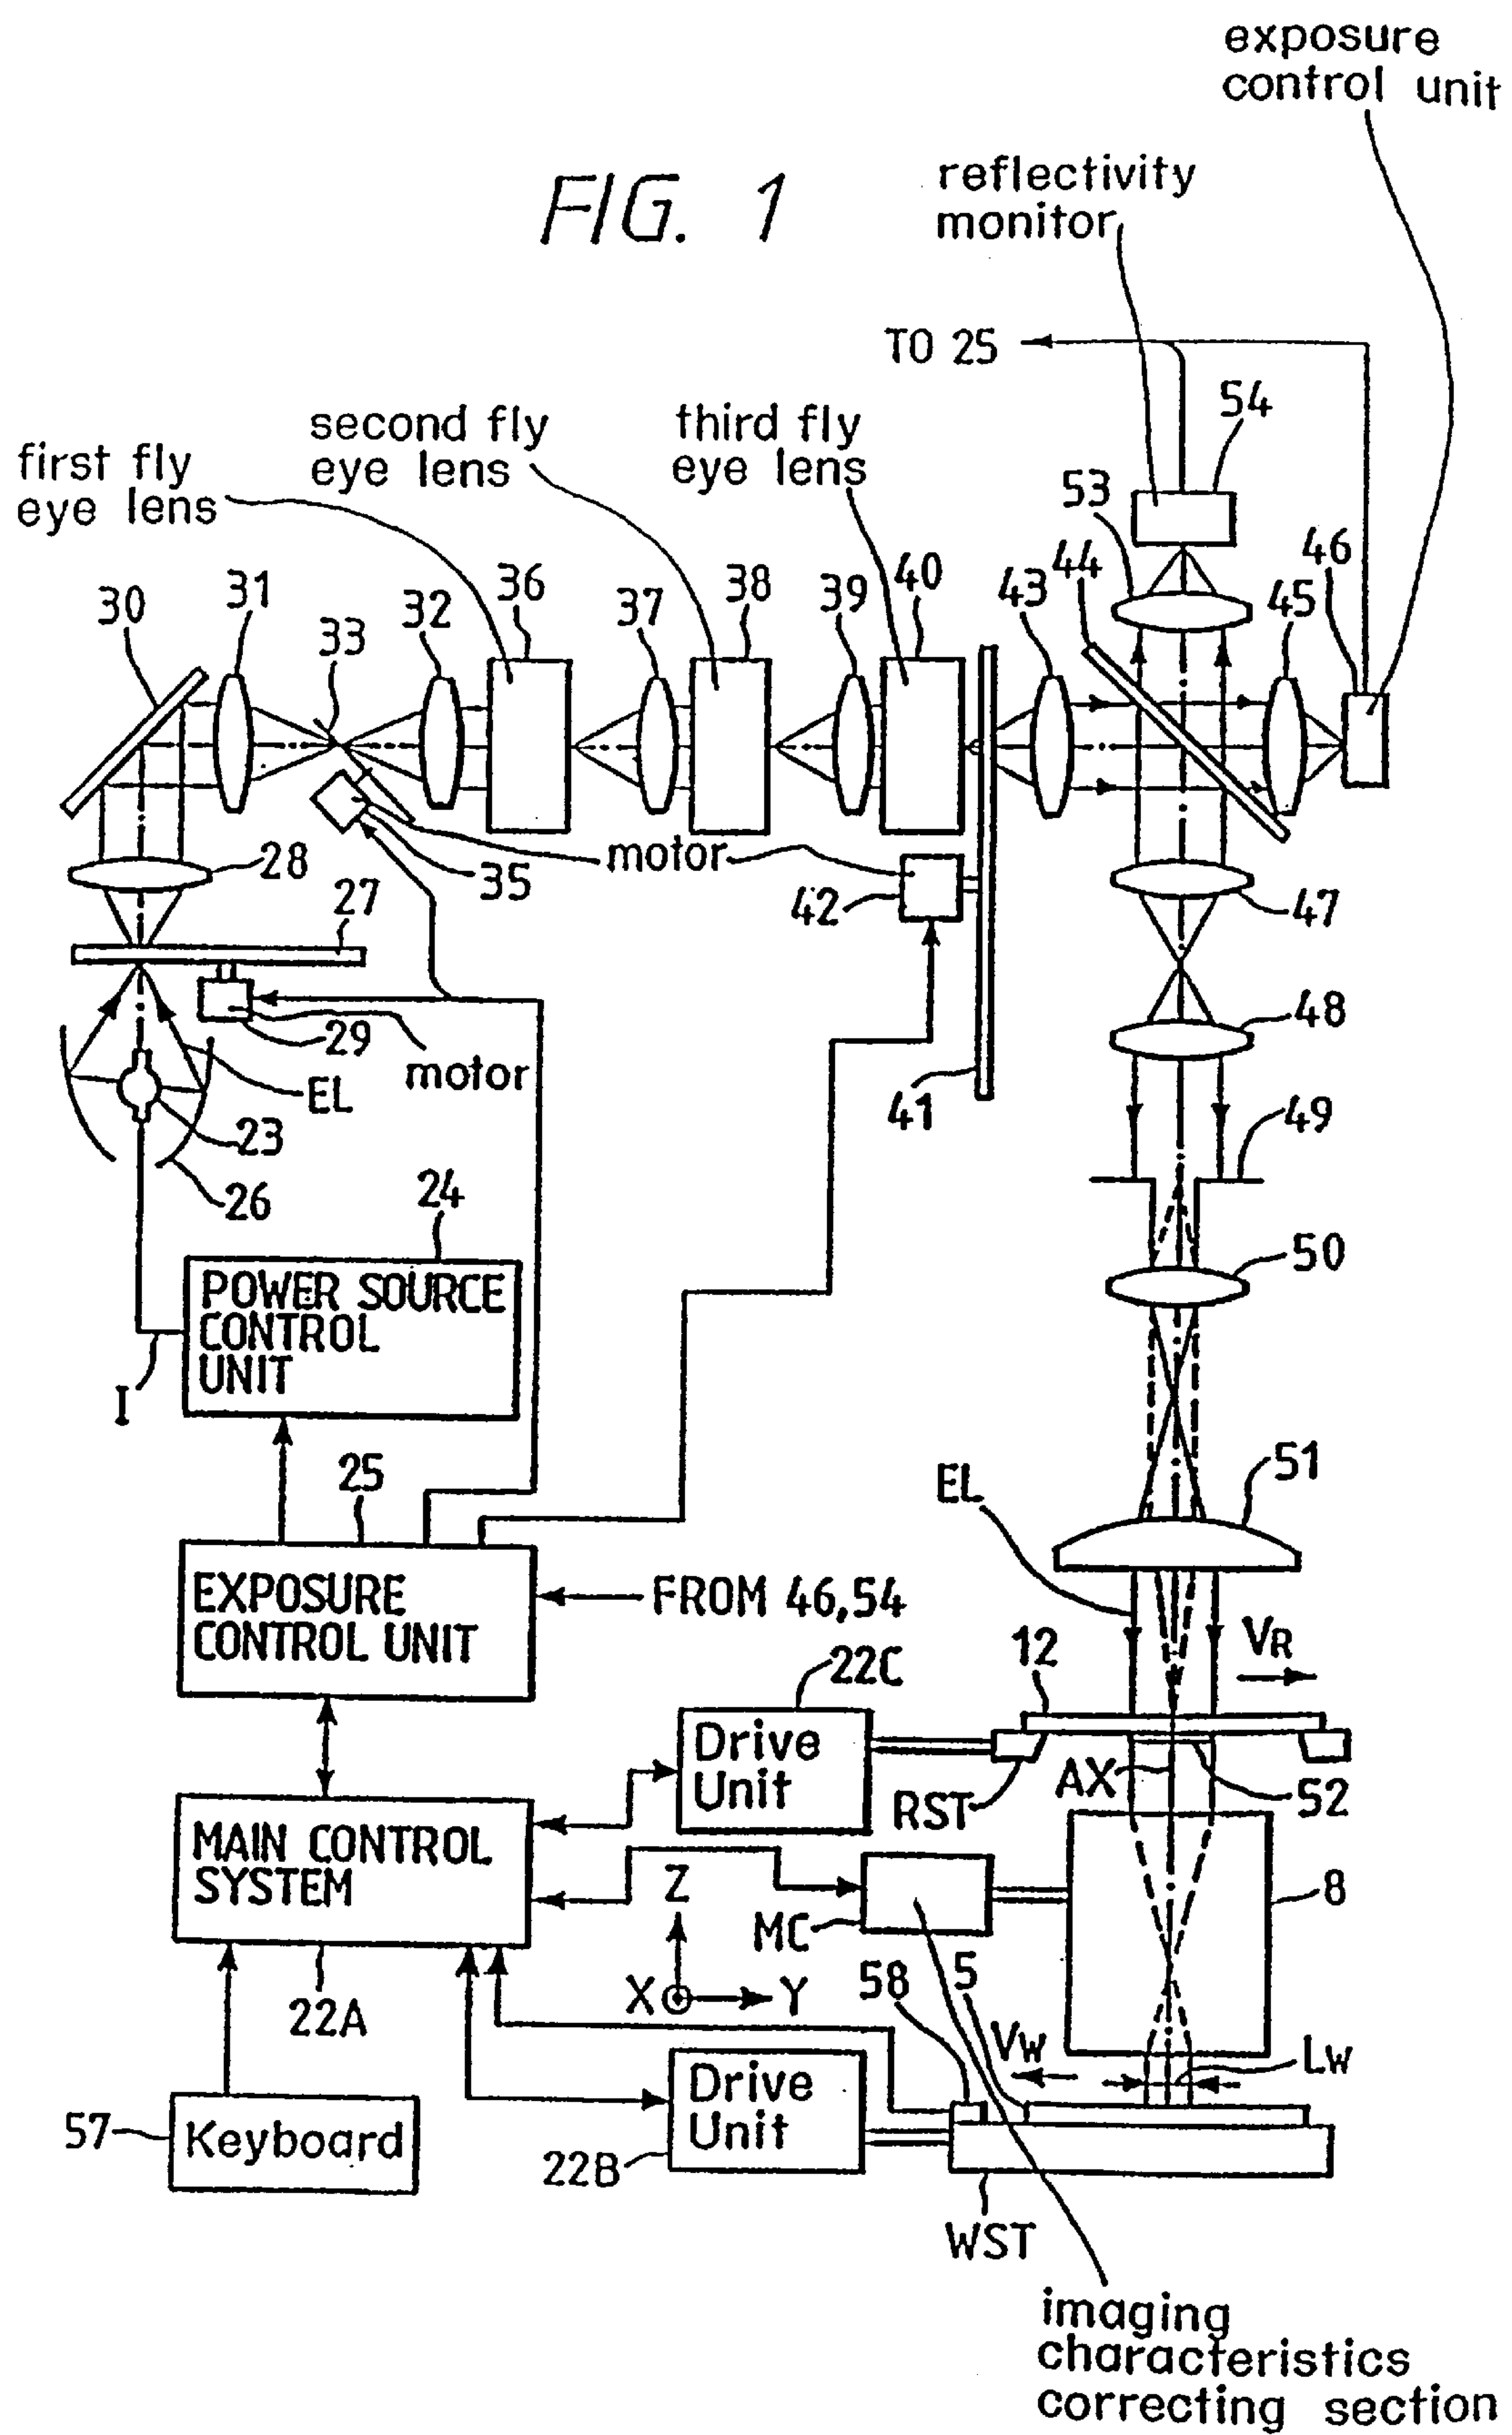 exposure
control unit
FIG. 1
reflectivity
monitor
TO 25
54
second fly
eye lens
third fly
eye lens
first fly
eye lens
53
46
44
40
43
45
36
38
39
37
30
31
33
32
28
35
motor
42
47
27
29
motor
48
EL
23
41
49
26
24
50
POWER SOURCE
CONTROL
UNIT
I
25
EL
51
EXPOSURE
CONTROL UNIT
FROM 46,54
22C
12
VR
Drive
Unit
RST
AX
52
MAIN CONTROL
SYSTEM
Z
MC
8
X
Y
58
5
22A
VW
LW
Drive
Unit
57
Keyboard
22B
WST
imaging
characteristics
correcting section